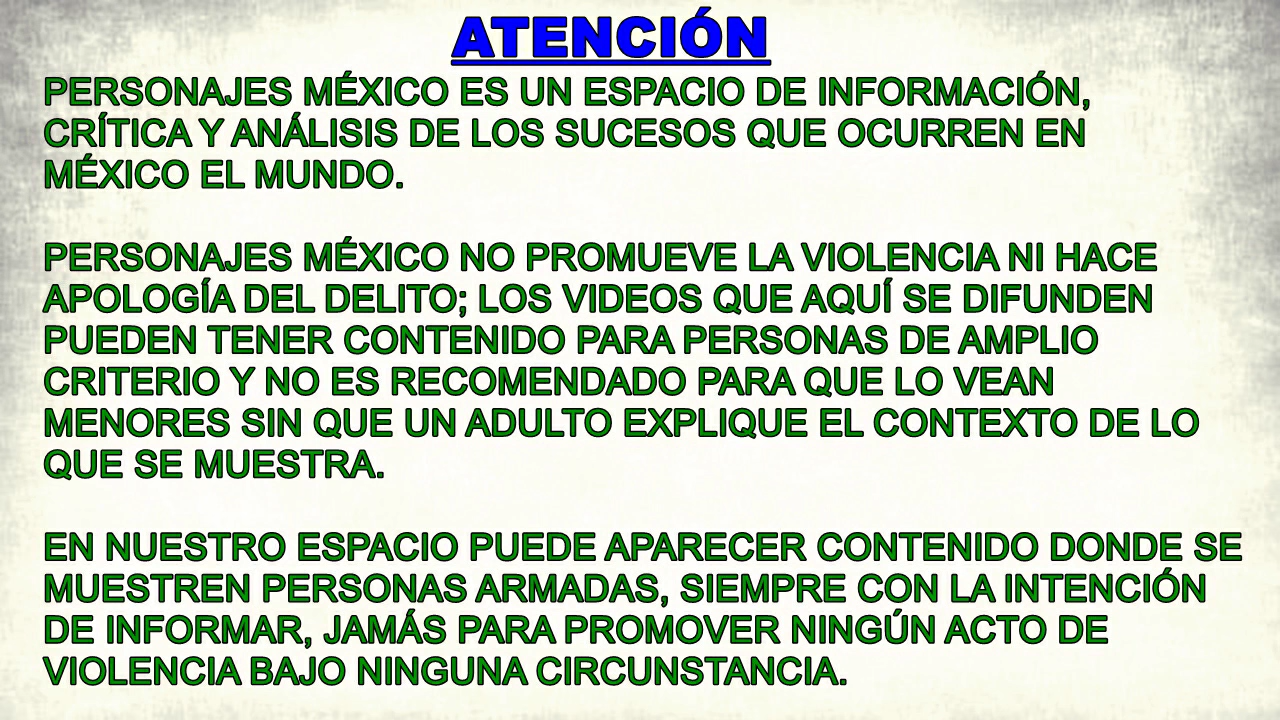 ATENCIÓN
PERSONAJES MÉXICO ES UN ESPACIO DE INFORMACIÓN,
CRÍTICA Y ANÁLISIS DE LOS SUCESOS QUE OCURREN EN
MÉXICO EL MUNDO.
PERSONAJES MÉXICO NO PROMUEVE LA VIOLENCIA NI HACE
APOLOGÍA DEL DELITO; LOS VIDEOS QUE AQUÍ SE DIFUNDEN
PUEDEN TENER CONTENIDO PARA PERSONAS DE AMPLIO
CRITERIO Y NO ES RECOMENDADO PARA QUE LO VEAN
MENORES SIN QUE UN ADULTO EXPLIQUE EL CONTEXTO DE LO
QUE SE MUESTRA.
EN NUESTRO ESPACIO PUEDE APARECER CONTENIDO DONDE SE
MUESTREN PERSONAS ARMADAS, SIEMPRE CON LA INTENCIÓN
DE INFORMAR, JAMÁS PARA PROMOVER NINGÚN ACTO DE
VIOLENCIA BAJO NINGUNA CIRCUNSTANCIA.